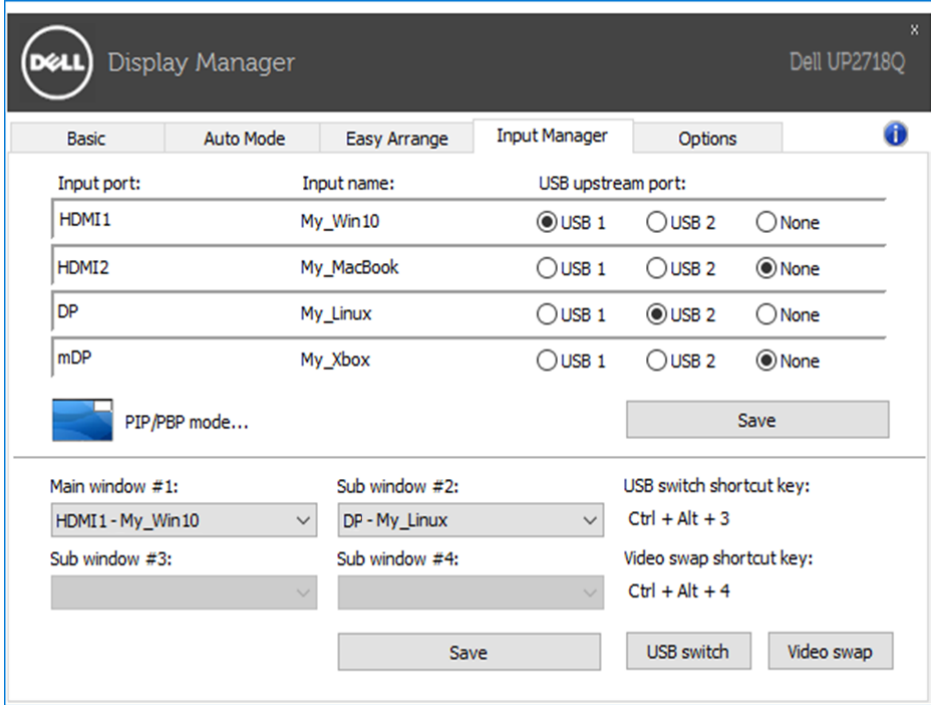 DELL Display Manager
x
Dell UP2718Q
Basic Auto Mode Easy Arrange Input Manager Options
Input port: Input name: USB upstream port:
HDMI1 My_Win10 USB 1 USB 2 None
HDMI2 My_MacBook USB 1 USB 2 None
DP My_Linux USB 1 USB 2 None
mDP My_Xbox USB 1 USB 2 None
PIP/PBP mode... Save
Main window #1: Sub window #2: USB switch shortcut key:
HDMI1 - My_Win10 DP - My_Linux Ctrl + Alt + 3
Sub window #3: Sub window #4: Video swap shortcut key:
Ctrl + Alt + 4
Save USB switch Video swap